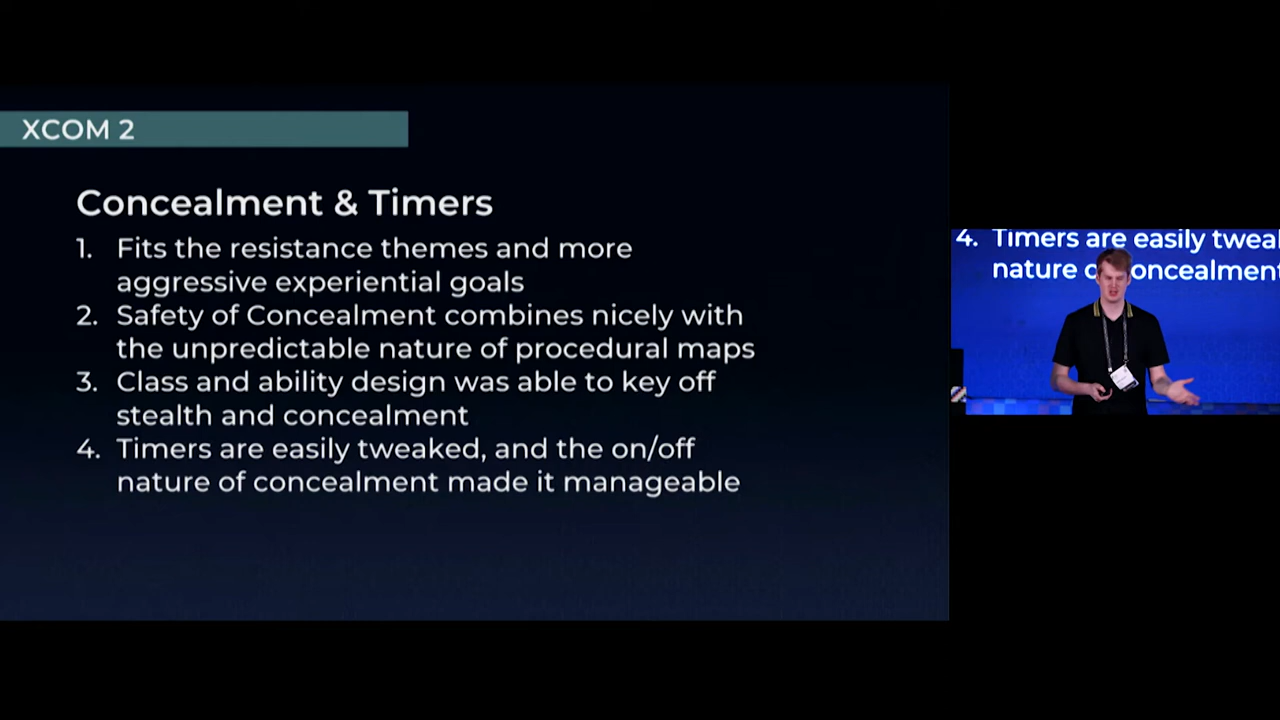 XCOM 2
Concealment & Timers
1. Fits the resistance themes and more
aggressive experiential goals
2. Safety of Concealment combines nicely with
the unpredictable nature of procedural maps
3. Class and ability design was able to key off
stealth and concealment
4. Timers are easily tweaked, and the on/off
nature of concealment made it manageable
4. Timers are easily tweak
nature oncealment